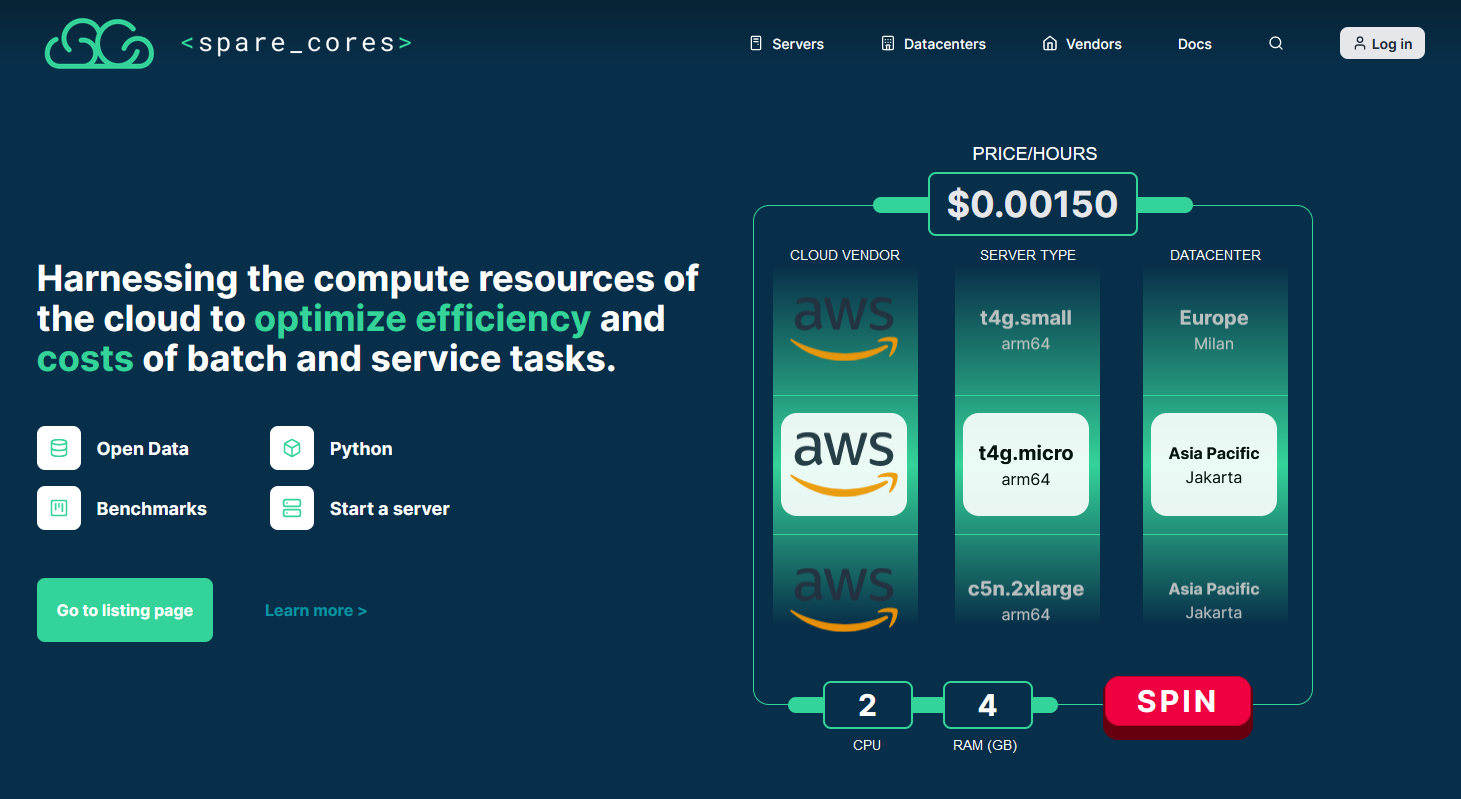 <spare_cores>
Servers
Datacenters
Vendors
Docs
Log in
Harnessing the compute resources of
the cloud to optimize efficiency and
costs of batch and service tasks.
Open Data
Python
Benchmarks
Start a server
Go to listing page
Learn more >
PRICE/HOURS
$0.00150
CLOUD VENDOR
SERVER TYPE
DATACENTER
aws
t4g.small
arm64
Europe
Milan
aws
t4g.micro
arm64
Asia Pacific
Jakarta
aws
c5n.2xlarge
arm64
Asia Pacific
Jakarta
2
4
SPIN
CPU
RAM (GB)